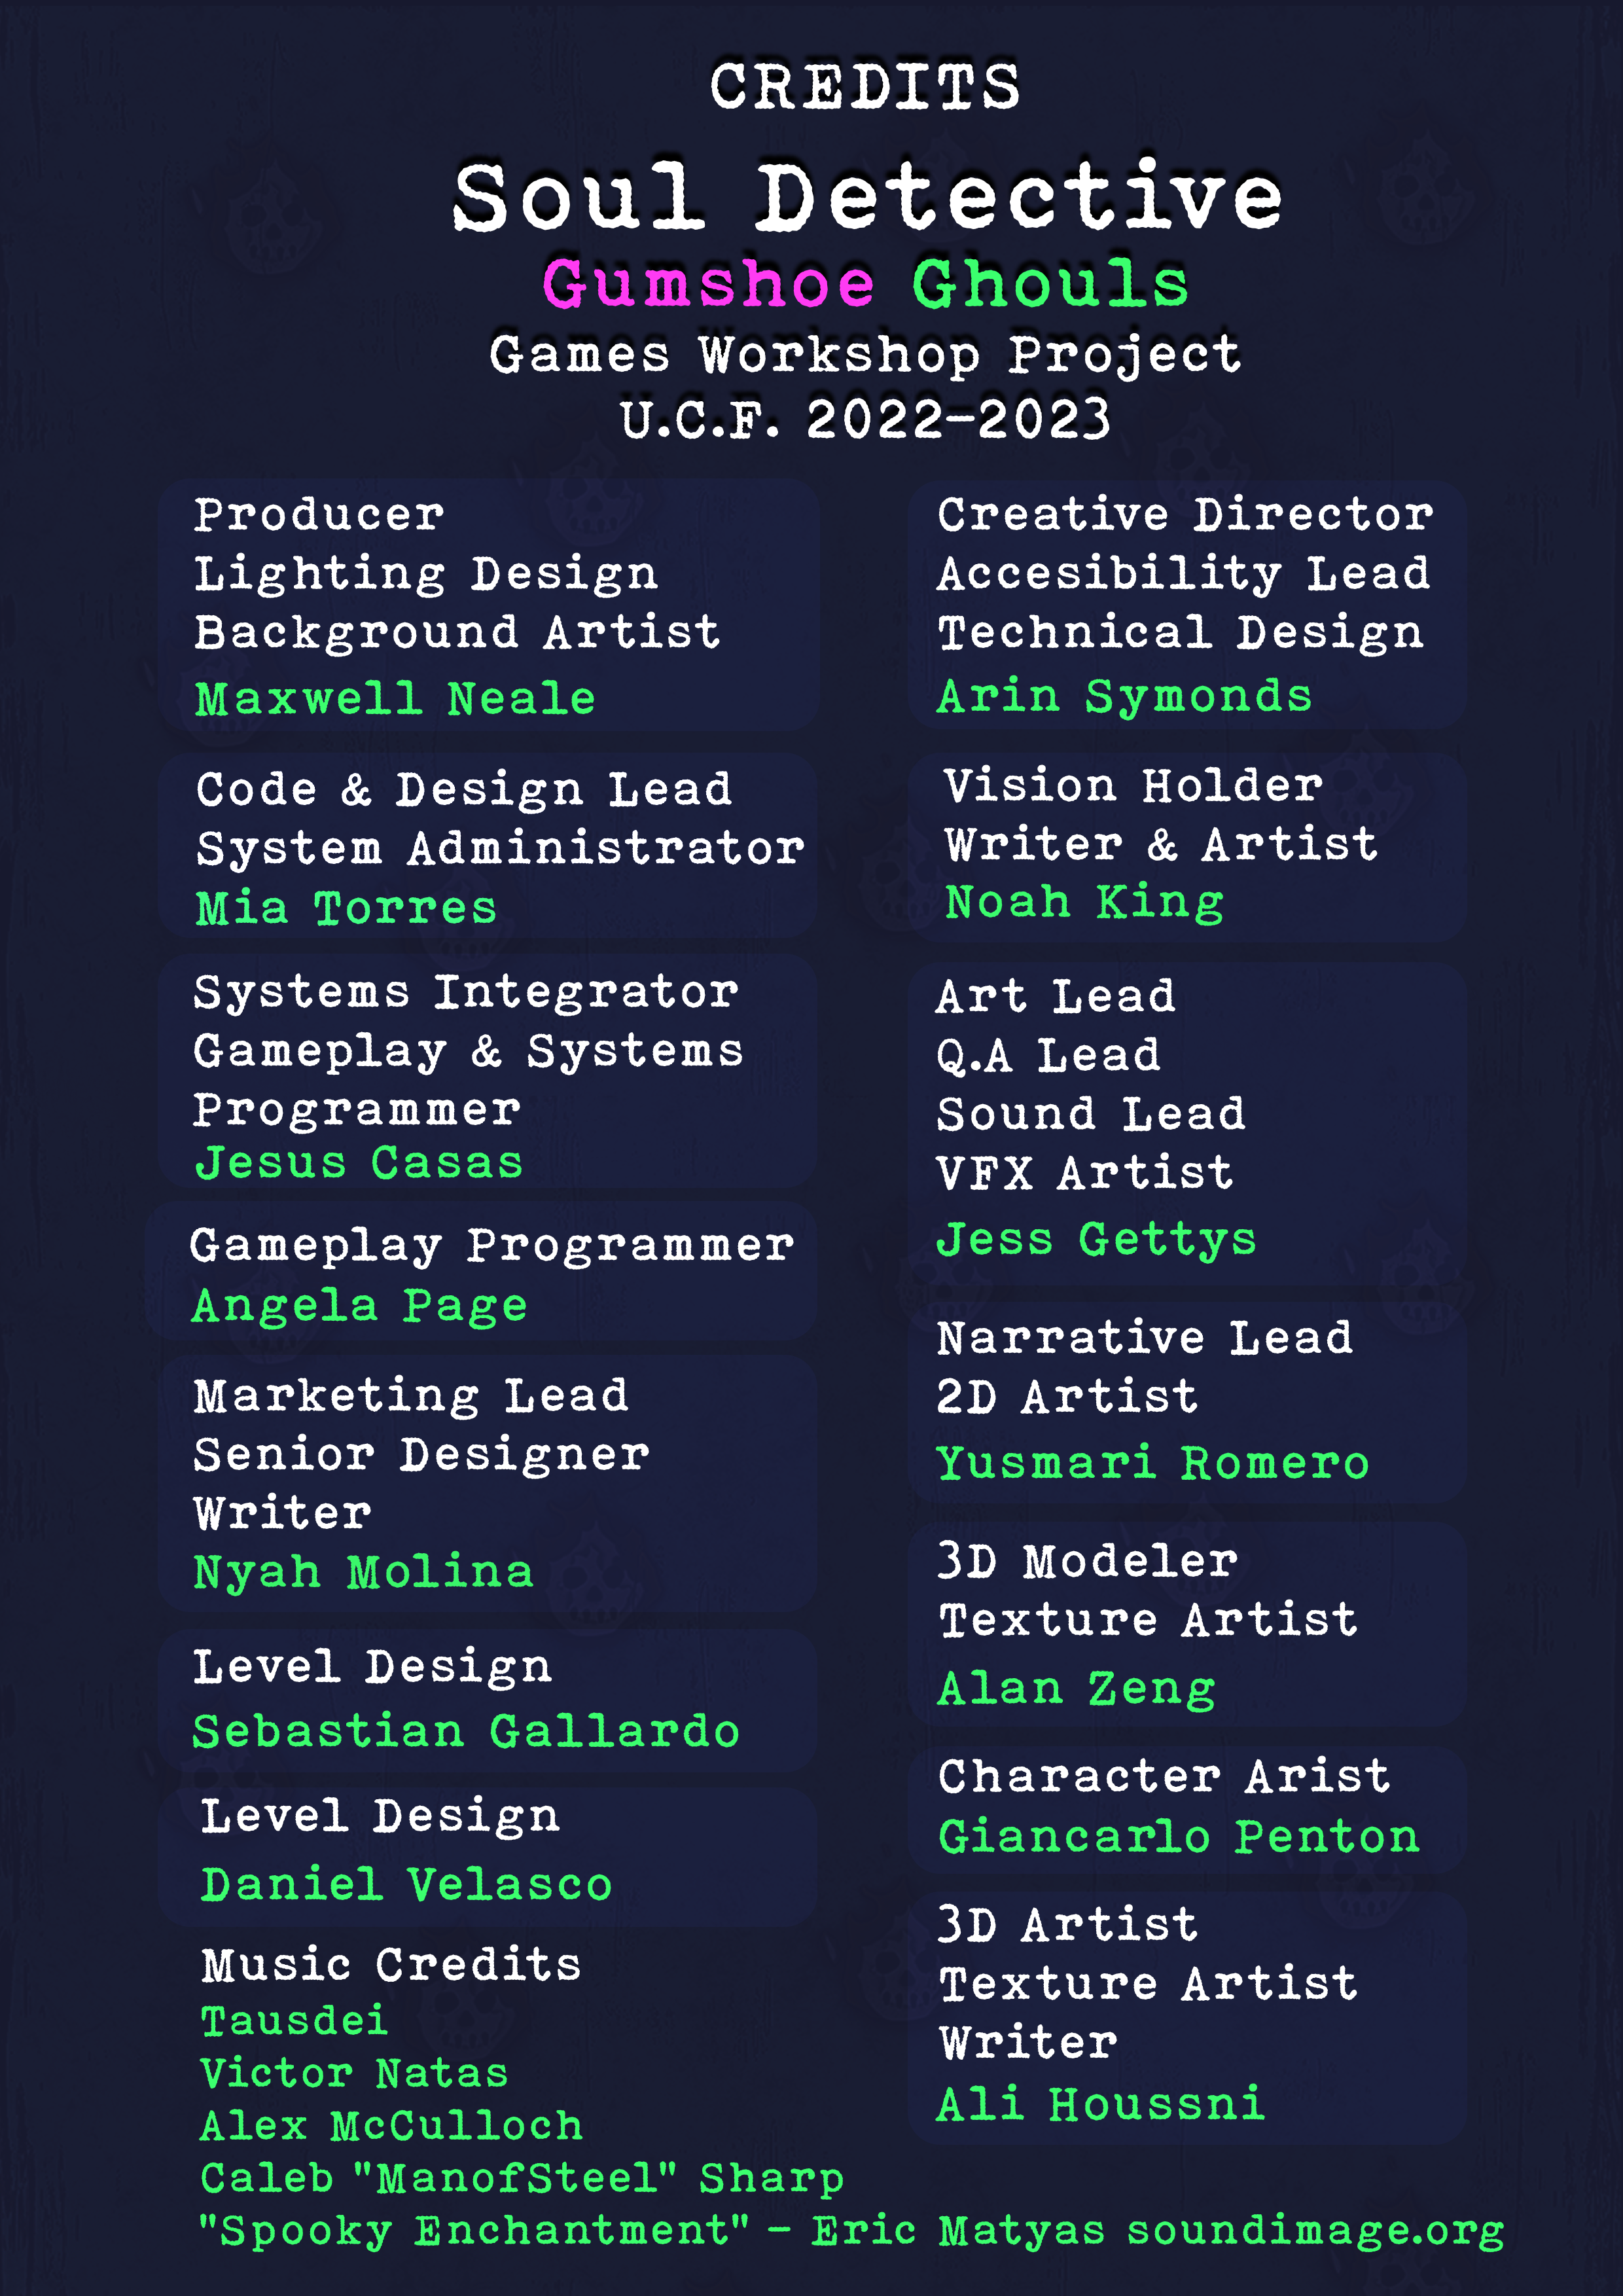 CREDITS
Soul Detective
Gumshoe Ghouls
Games Workshop Project
U.C.F. 2022-2023
Producer
Lighting Design
Background Artist
Maxwell Neale
Code & Design Lead
System Administrator
Mia Torres
Systems Integrator
Gameplay & Systems
Programmer
Jesus Casas
Gameplay Programmer
Angela Page
Marketing Lead
Senior Designer
Writer
Nyah Molina
Level Design
Sebastian Gallardo
Level Design
Daniel Velasco
Music Credits
Tausdei
Victor Natas
Alex McCulloch
Caleb "ManofSteel" Sharp
"Spooky Enchantment" - Eric Matyas soundimage.org
Creative Director
Accesibility Lead
Technical Design
Arin Symonds
Vision Holder
Writer & Artist
Noah King
Art Lead
Q.A Lead
Sound Lead
VFX Artist
Jess Gettys
Narrative Lead
2D Artist
Yusmari Romero
3D Modeler
Texture Artist
Alan Zeng
Character Arist
Giancarlo Penton
3D Artist
Texture Artist
Writer
Ali Houssni